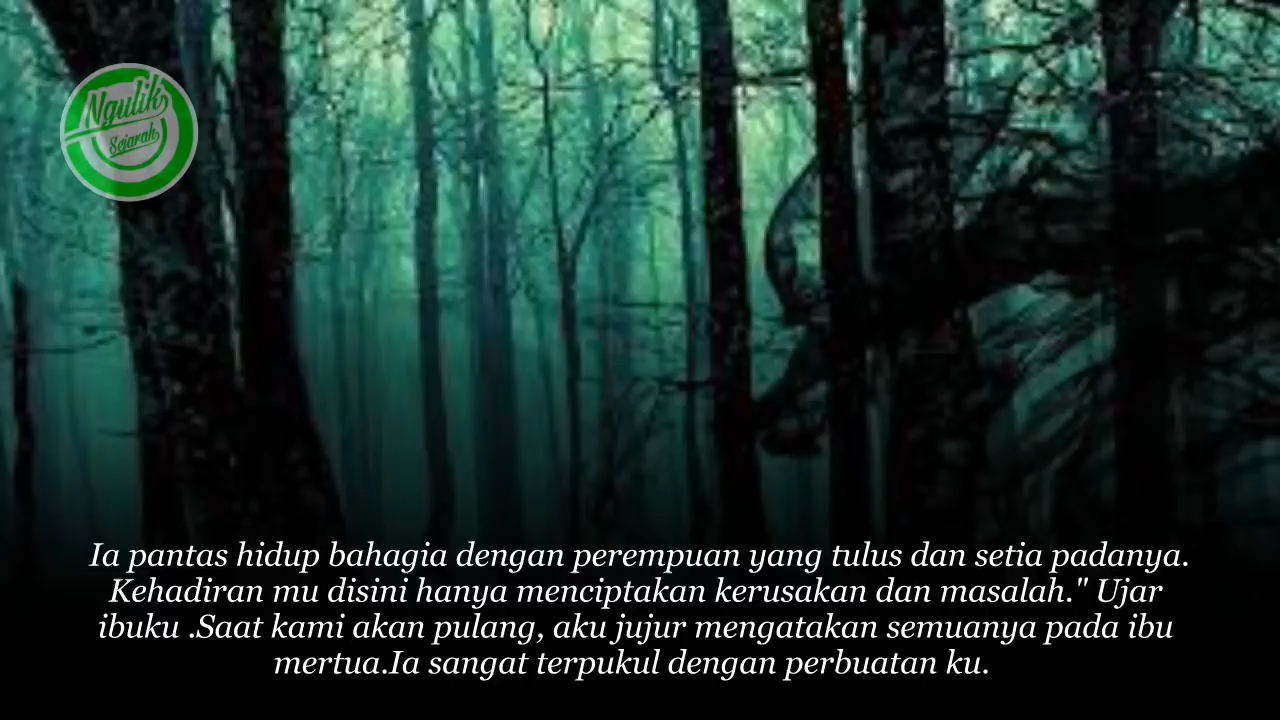 Ngulik
Sejarah
Ia pantas hidup bahagia dengan perempuan yang tulus dan setia padanya.
Kehadiran mu disini hanya menciptakan kerusakan dan masalah." Ujar
ibuku .Saat kami akan pulang, aku jujur mengatakan semuanya pada ibu
mertua.Ia sangat terpukul dengan perbuatan ku.